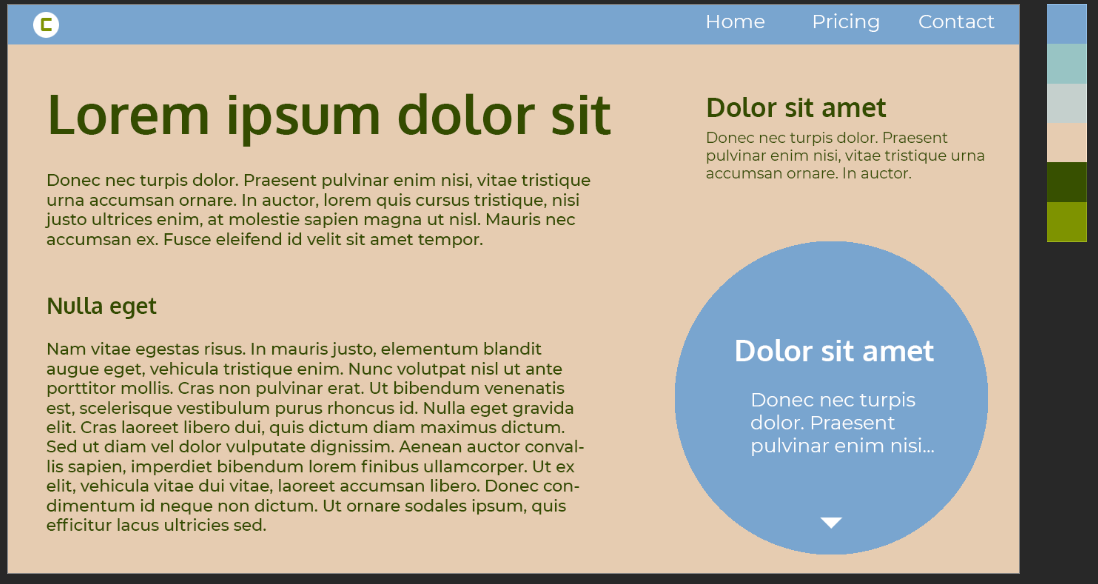 C
Home Pricing Contact
Lorem ipsum dolor sit
Donec nec turpis dolor. Praesent pulvinar enim nisi, vitae tristique
urna accumsan ornare. In auctor, lorem quis cursus tristique, nisi
justo ultrices enim, at molestie sapien magna ut nisl. Mauris nec
accumsan ex. Fusce eleifend id velit sit amet tempor.
Nulla eget
Nam vitae egestas risus. In mauris justo, elementum blandit
augue eget, vehicula tristique enim. Nunc volutpat nisl ut ante
porttitor mollis. Cras non pulvinar erat. Ut bibendum venenatis
est, scelerisque vestibulum purus rhoncus id. Nulla eget gravida
elit. Cras laoreet libero dui, quis dictum diam maximus dictum.
Sed ut diam vel dolor vulputate dignissim. Aenean auctor conval-
lis sapien, imperdiet bibendum lorem finibus ullamcorper. Ut ex
elit, vehicula vitae dui vitae, laoreet accumsan libero. Donec con-
dimentum id neque non dictum. Ut ornare sodales ipsum, quis
efficitur lacus ultricies sed.
Dolor sit amet
Donec nec turpis dolor. Praesent
pulvinar enim nisi, vitae tristique urna
accumsan ornare. In auctor.
Dolor sit amet
Donec nec turpis
dolor. Praesent
pulvinar enim nisi...